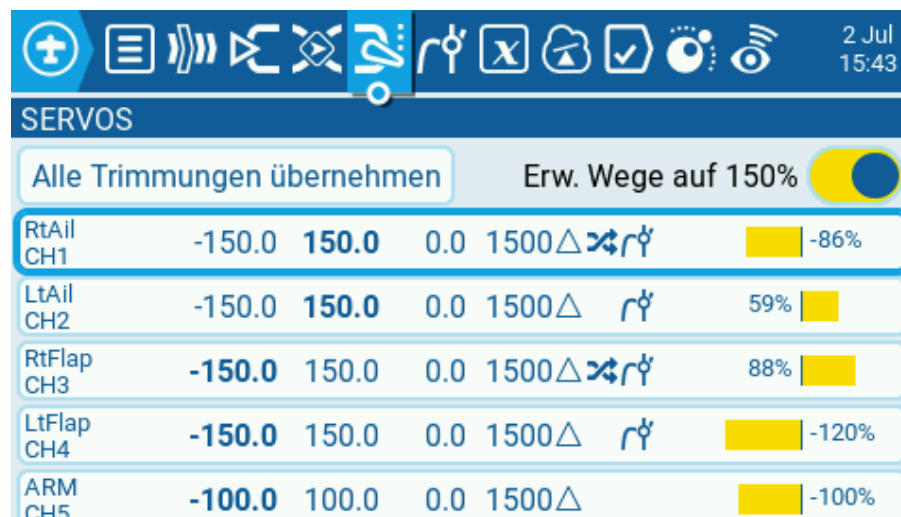 2 Jul
15:43
SERVOS
Alle Trimmungen übernehmen Erw. Wege auf 150%
RtAil
CH1 -150.0 150.0 0.0 1500△ -86%
LtAil
CH2 -150.0 150.0 0.0 1500△ 59%
RtFlap
CH3 -150.0 150.0 0.0 1500△ 88%
LtFlap
CH4 -150.0 150.0 0.0 1500△ -120%
ARM
CH5 -100.0 100.0 0.0 1500△ -100%